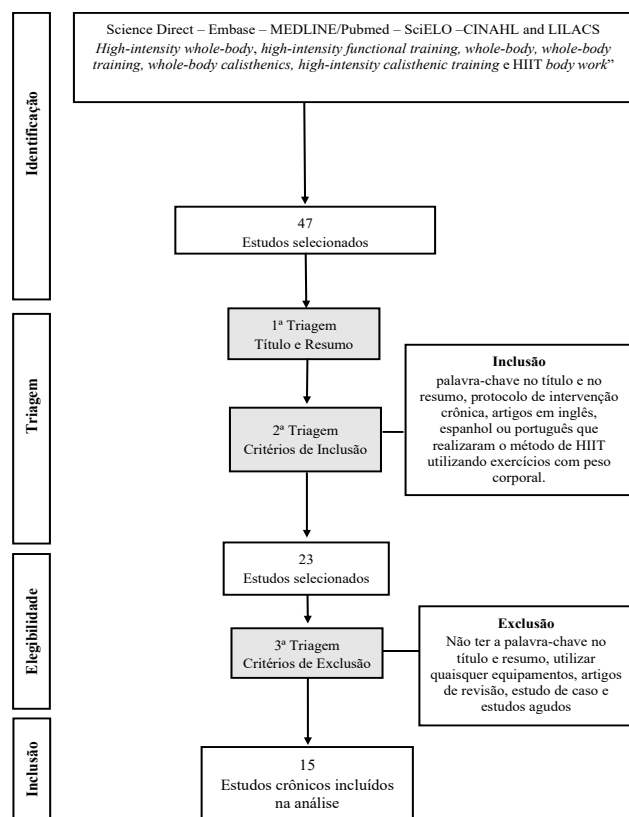 Science Direct – Embase – MEDLINE/Pubmed – SciELO –CINAHL and LILACS
High-intensity whole-body, high-intensity functional training, whole-body, whole-body
training, whole-body calisthenics, high-intensity calisthenic training e HIIT body work”
Identificação
47
Estudos selecionados
1ª Triagem
Título e Resumo
Triagem
2ª Triagem
Critérios de Inclusão
Inclusão
palavra-chave no título e no
resumo, protocolo de intervenção
crônica, artigos em inglês,
espanhol ou português que
realizaram o método de HIIT
utilizando exercícios com peso
corporal.
23
Estudos selecionados
Elegibilidade
3ª Triagem
Critérios de Exclusão
Exclusão
Não ter a palavra-chave no
título e resumo, utilizar
quaisquer equipamentos, artigos
de revisão, estudo de caso e
estudos agudos
Inclusão
15
Estudos crônicos incluídos
na análise